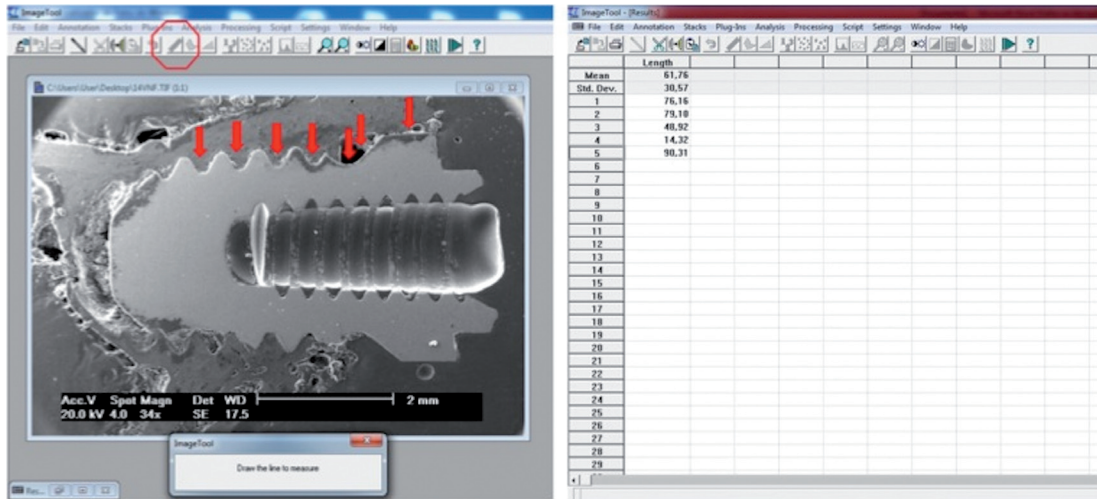 ImageTool
File Edit Annotation Stacks Plug-Ins Analysis Processing Script Settings Window Help
C:\Users\User\Desktop\14VNF.TIF (1:1)
Acc.V Spot Magn Det WD 2 mm
20.0 kV 4.0 34x SE 17.5
ImageTool
Draw the line to measure
Res...
ImageTool - [Results]
File Edit Annotation Stacks Plug-Ins Analysis Processing Script Settings Window Help
Length
Mean 61,76
Std. Dev. 30,57
1 76,16
2 79,10
3 48,92
4 14,32
5 90,31
6
7
8
9
10
11
12
13
14
15
16
17
18
19
20
21
22
23
24
25
26
27
28
29